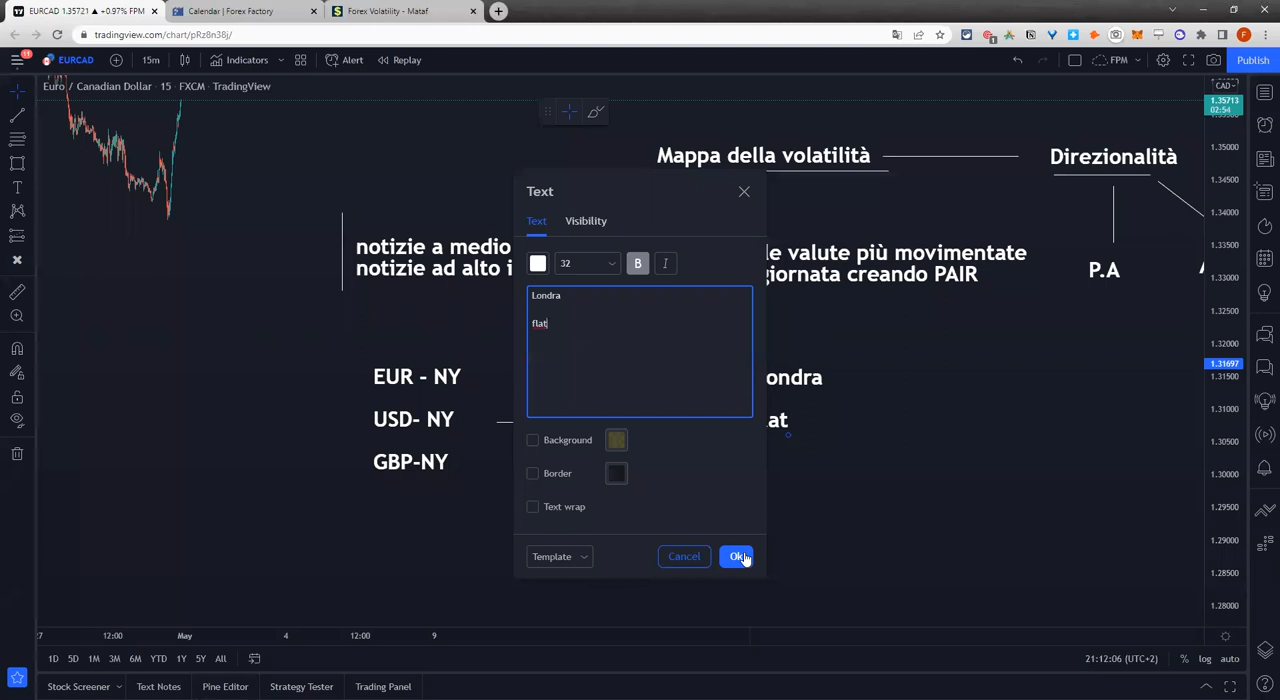 EURCAD 1.35721 ▲ +0.97% FPM
Calendar | Forex Factory
Forex Volatility - Mataf
tradingview.com/chart/pRz8n38j/
11
EURCAD
15m
Indicators
Alert
Replay
FPM
Publish
Euro / Canadian Dollar · 15 · FXCM · TradingView
CAD
1.35713
02:54
1.35000
1.34500
1.34000
1.33500
1.33000
1.32500
1.32000
1.31697
1.31500
1.31000
1.30500
1.30000
1.29500
1.29000
1.28500
1.28000
Mappa della volatilità
Direzionalità
notizie a medio
notizie ad alto i
le valute più movimentate
giornata creando PAIR
P.A
EUR - NY
USD- NY
GBP-NY
ondra
at
Text
Text
Visibility
32
B
I
Londra
flat
Background
Border
Text wrap
Template
Cancel
Ok
27
12:00
May
4
12:00
9
1D
5D
1M
3M
6M
YTD
1Y
5Y
All
21:12:06 (UTC+2)
%
log
auto
Stock Screener
Text Notes
Pine Editor
Strategy Tester
Trading Panel